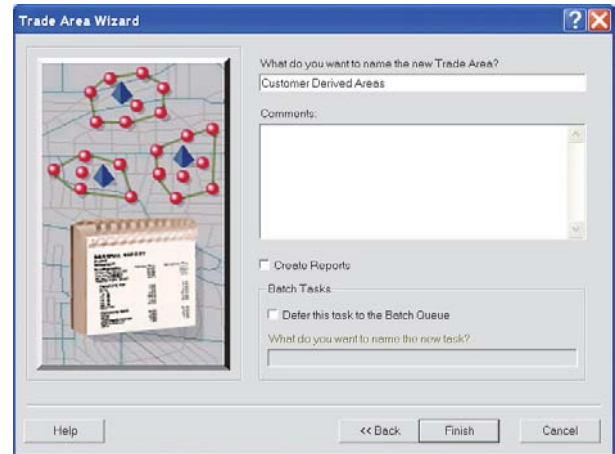 Trade Area Wizard
What do you want to name the new Trade Area?
Customer Derived Areas
Comments:
Create Reports
Batch Tasks
Defer this task to the Batch Queue
What do you want to name the new task?
Help
<< Back
Finish
Cancel